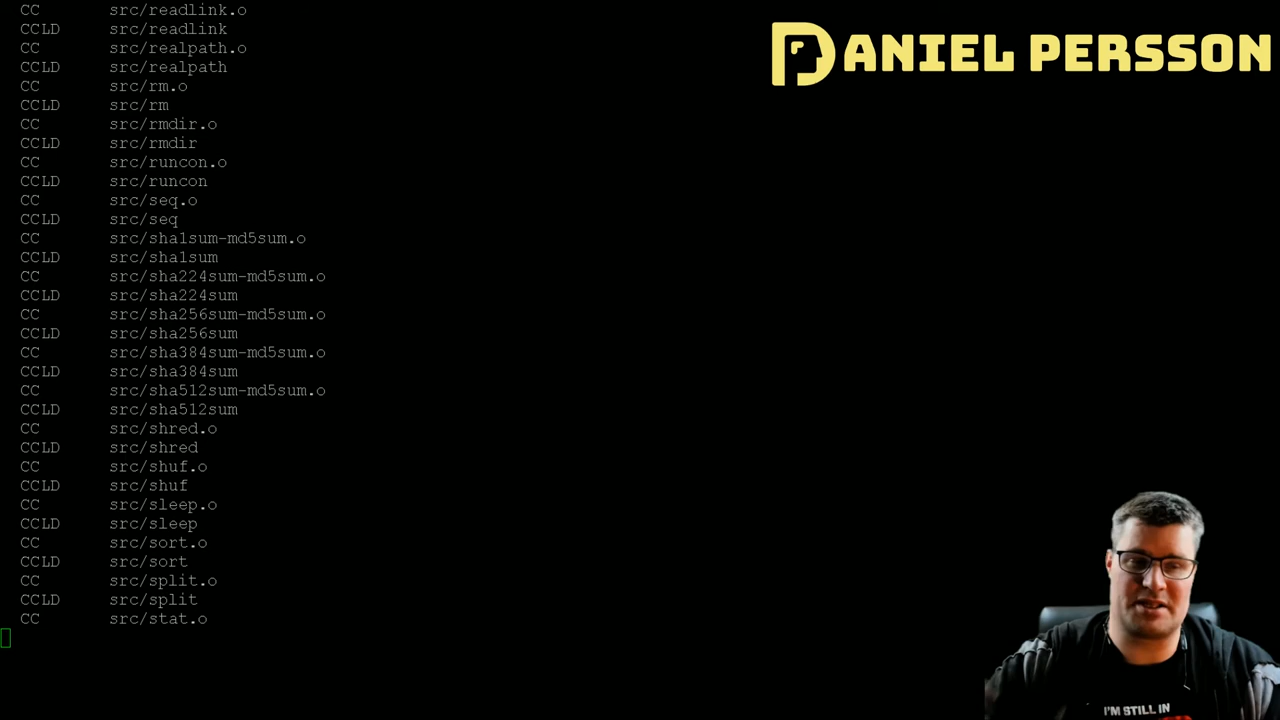 CC src/readlink.o
CCLD src/readlink
CC src/realpath.o
CCLD src/realpath
CC src/rm.o
CCLD src/rm
CC src/rmdir.o
CCLD src/rmdir
CC src/runcon.o
CCLD src/runcon
CC src/seq.o
CCLD src/seq
CC src/sha1sum-md5sum.o
CCLD src/sha1sum
CC src/sha224sum-md5sum.o
CCLD src/sha224sum
CC src/sha256sum-md5sum.o
CCLD src/sha256sum
CC src/sha384sum-md5sum.o
CCLD src/sha384sum
CC src/sha512sum-md5sum.o
CCLD src/sha512sum
CC src/shred.o
CCLD src/shred
CC src/shuf.o
CCLD src/shuf
CC src/sleep.o
CCLD src/sleep
CC src/sort.o
CCLD src/sort
CC src/split.o
CCLD src/split
CC src/stat.o
DANIEL PERSSON
I'M STILL IN